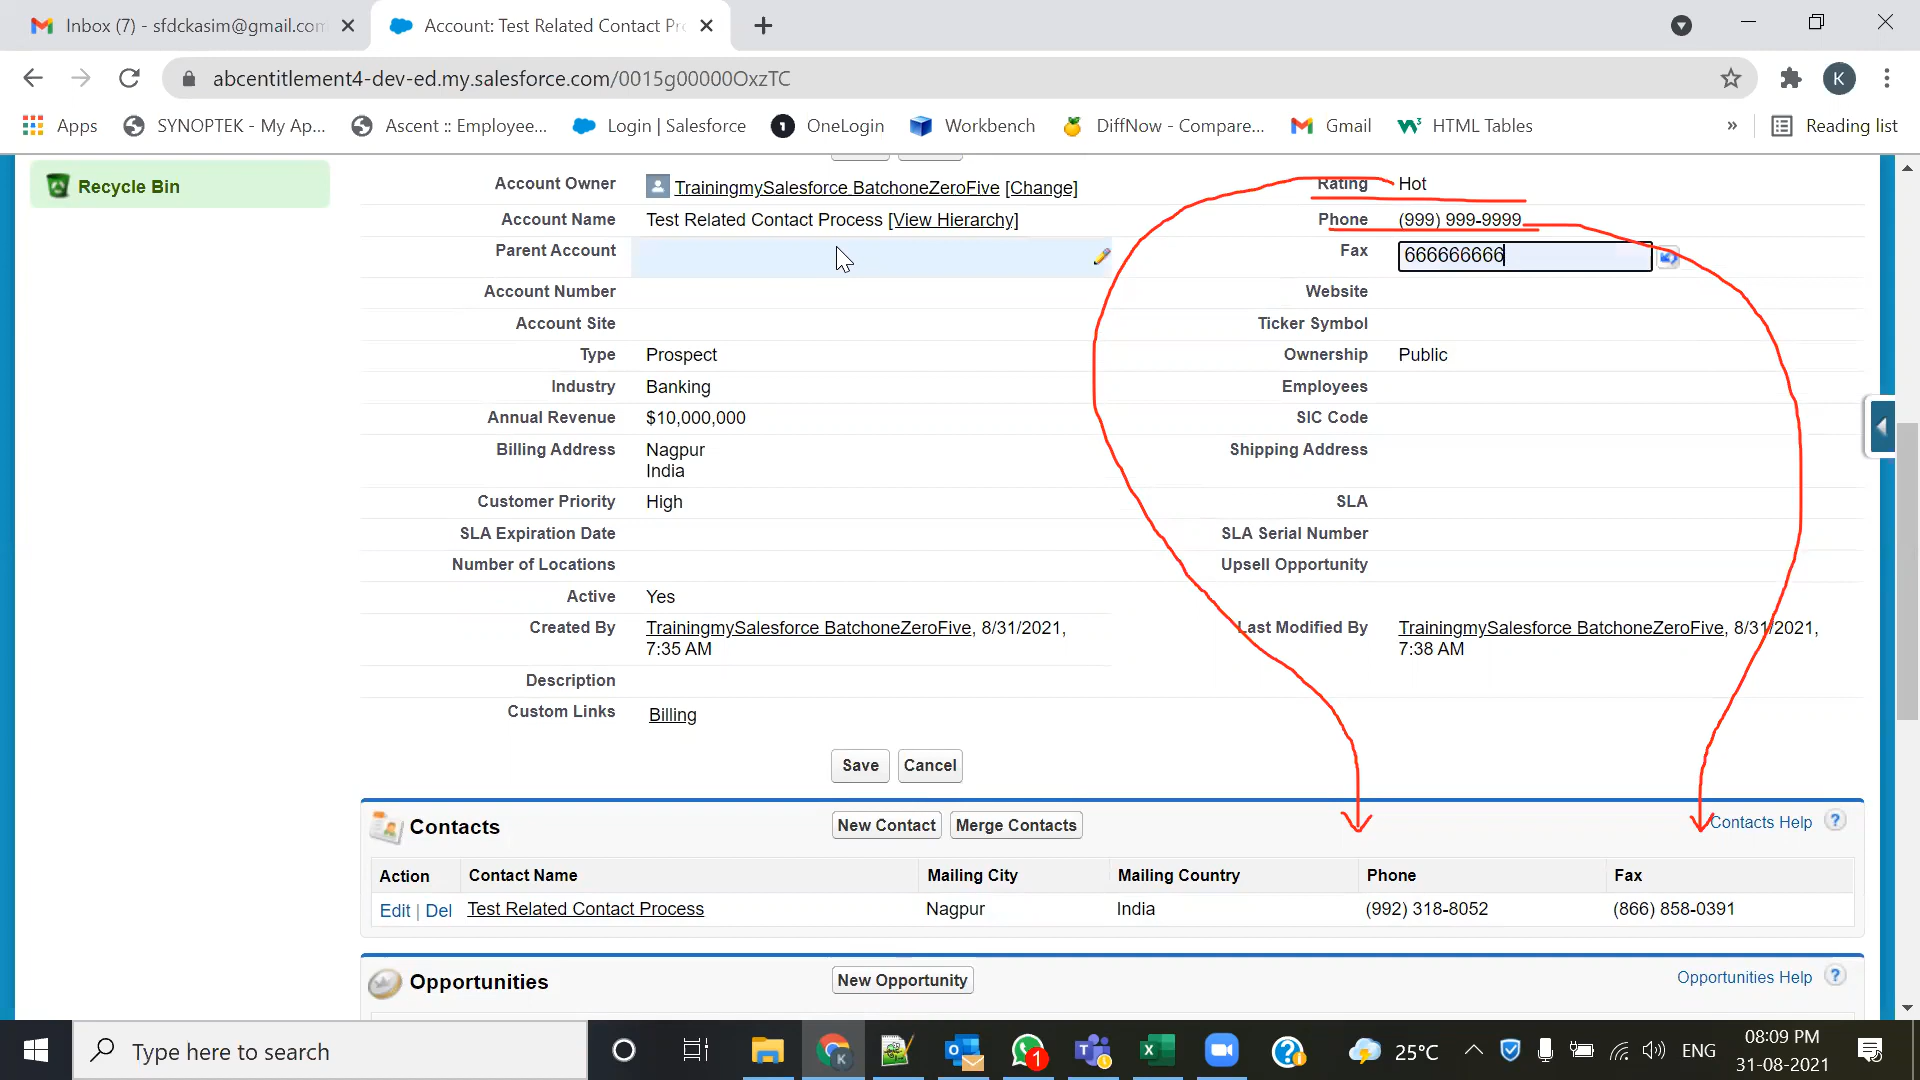 Inbox (7) - sfdckasim@gmail.com
Account: Test Related Contact Pr
abcentitlement4-dev-ed.my.salesforce.com/0015g00000OxzTC
K
Apps
SYNOPTEK - My Ap...
Ascent :: Employee...
Login | Salesforce
OneLogin
Workbench
DiffNow - Compare...
Gmail
HTML Tables
»
Reading list
Recycle Bin
Account Owner TrainingmySalesforce BatchoneZeroFive [Change] Rating Hot
Account Name Test Related Contact Process [View Hierarchy] Phone (999) 999-9999
Parent Account Fax 666666666
Account Number Website
Account Site Ticker Symbol
Type Prospect Ownership Public
Industry Banking Employees
Annual Revenue $10,000,000 SIC Code
Billing Address Nagpur Shipping Address
India
Customer Priority High SLA
SLA Expiration Date SLA Serial Number
Number of Locations Upsell Opportunity
Active Yes
Created By TrainingmySalesforce BatchoneZeroFive, 8/31/2021, Last Modified By TrainingmySalesforce BatchoneZeroFive, 8/31/2021,
7:35 AM 7:38 AM
Description
Custom Links Billing
Save Cancel
Contacts New Contact Merge Contacts Contacts Help ?
Action Contact Name Mailing City Mailing Country Phone Fax
Edit | Del Test Related Contact Process Nagpur India (992) 318-8052 (866) 858-0391
Opportunities New Opportunity Opportunities Help ?
Type here to search
1
25°C
ENG
08:09 PM
31-08-2021